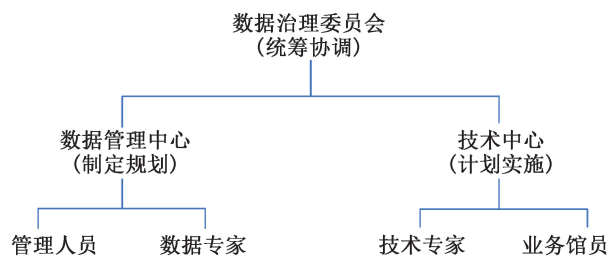 数据治理委员会
(统筹协调)
数据管理中心
(制定规划)
技术中心
(计划实施)
管理人员
数据专家
技术专家
业务馆员